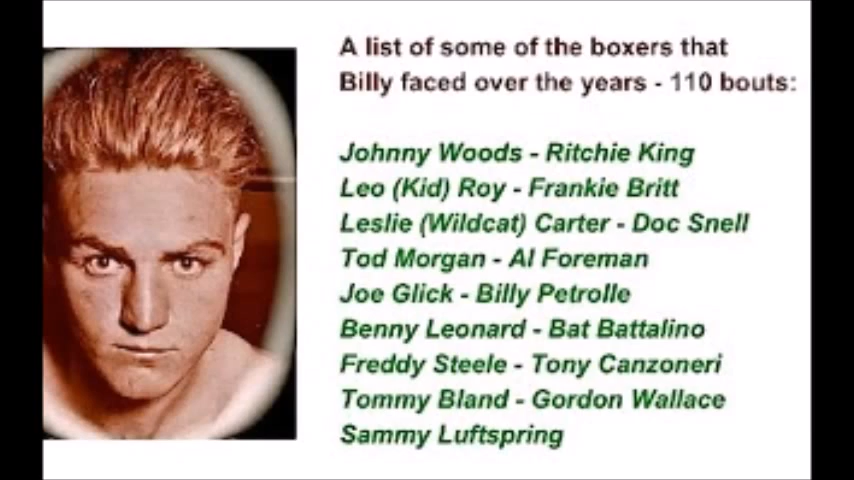 A list of some of the boxers that
Billy faced over the years - 110 bouts:
Johnny Woods - Ritchie King
Leo (Kid) Roy - Frankie Britt
Leslie (Wildcat) Carter - Doc Snell
Tod Morgan - Al Foreman
Joe Glick - Billy Petrolle
Benny Leonard - Bat Battalino
Freddy Steele - Tony Canzoneri
Tommy Bland - Gordon Wallace
Sammy Luftspring